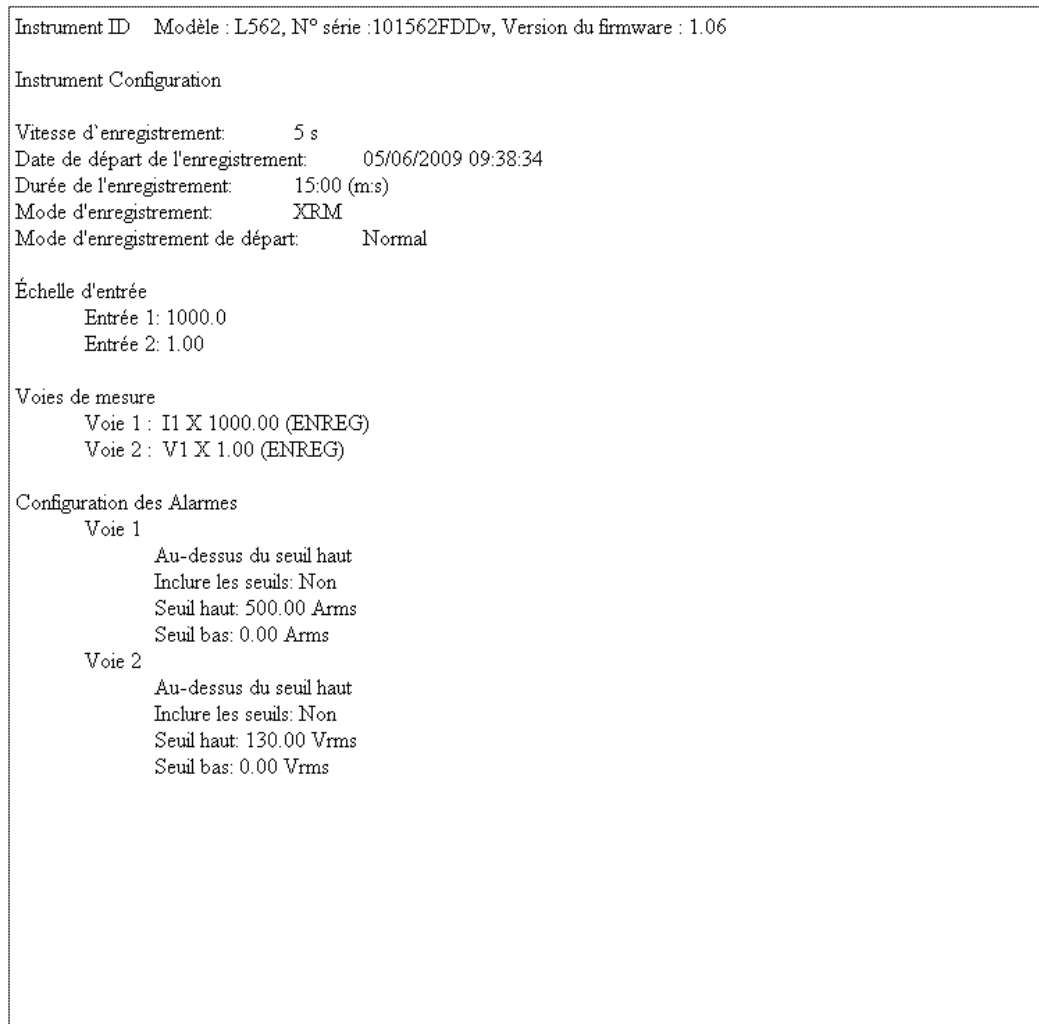 Instrument ID Modèle : L562, N° série :101562FDDv, Version du firmware : 1.06
Instrument Configuration
Vitesse d`enregistrement: 5 s
Date de départ de l'enregistrement: 05/06/2009 09:38:34
Durée de l'enregistrement: 15:00 (m:s)
Mode d'enregistrement: XRM
Mode d'enregistrement de départ: Normal
Échelle d'entrée
Entrée 1: 1000.0
Entrée 2: 1.00
Voies de mesure
Voie 1 : I1 X 1000.00 (ENREG)
Voie 2 : V1 X 1.00 (ENREG)
Configuration des Alarmes
Voie 1
Au-dessus du seuil haut
Inclure les seuils: Non
Seuil haut: 500.00 Arms
Seuil bas: 0.00 Arms
Voie 2
Au-dessus du seuil haut
Inclure les seuils: Non
Seuil haut: 130.00 Vrms
Seuil bas: 0.00 Vrms